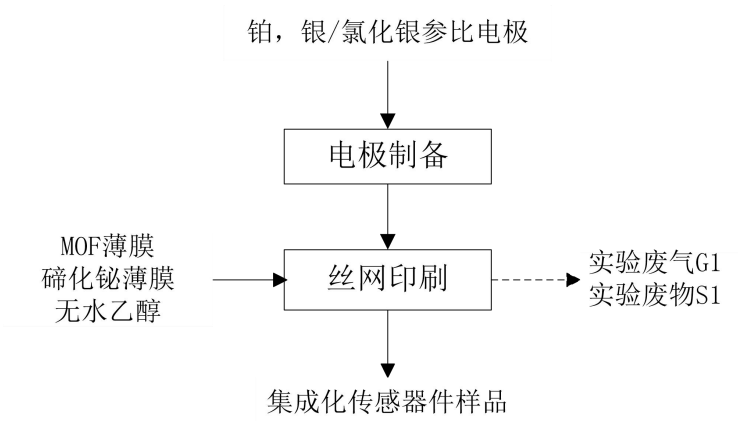 铂，银/氯化银参比电极
电极制备
MOF薄膜
碲化铋薄膜
无水乙醇
丝网印刷
实验废气G1
实验废物S1
集成化传感器件样品